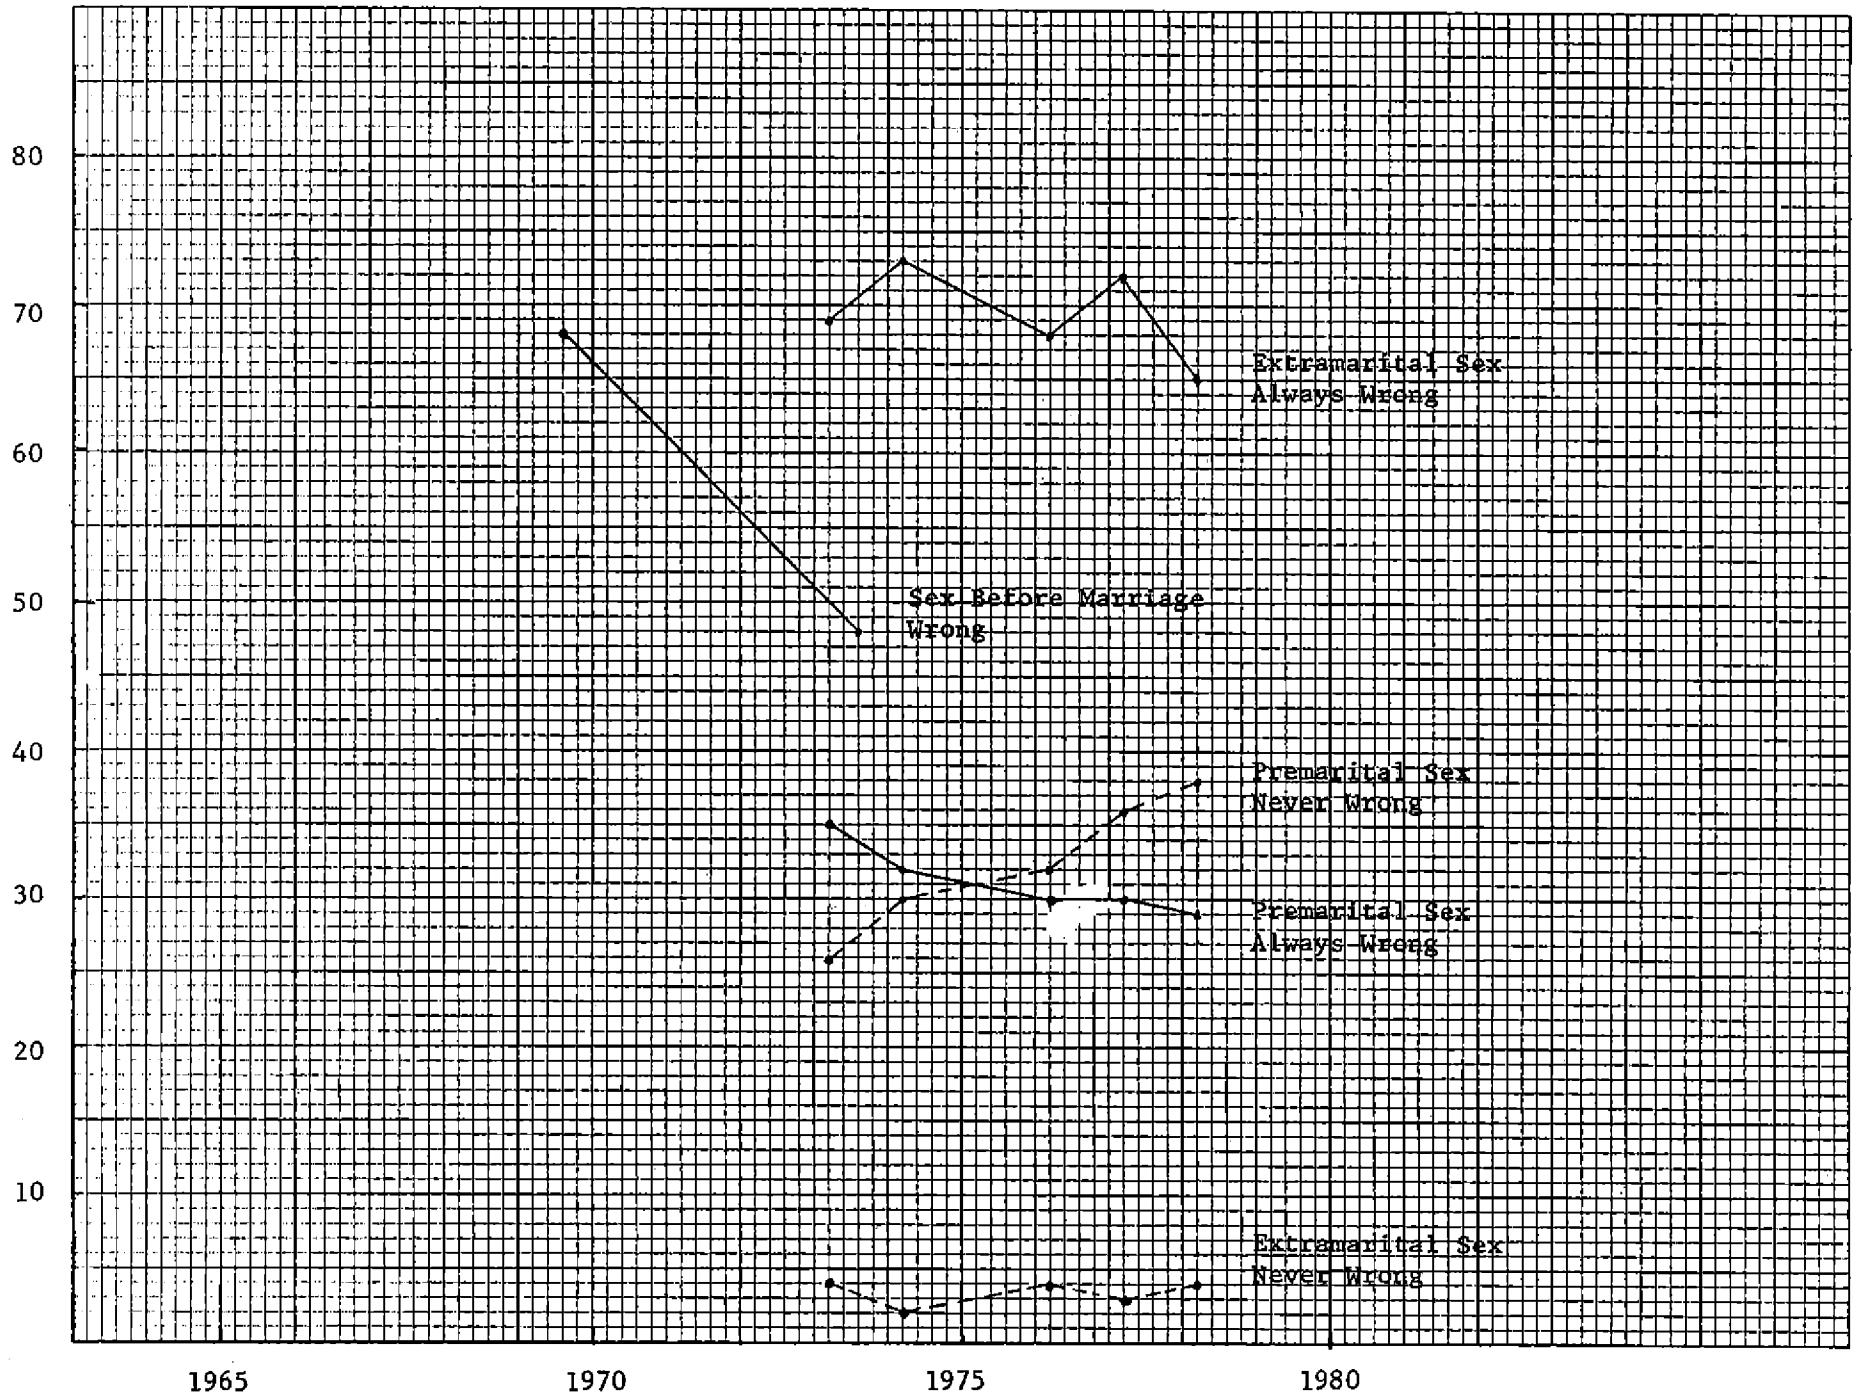 80
70
Extramarital Sex
Always Wrong
60
50
Sex Before Marriage
Wrong
40
Premarital Sex
Never Wrong
30
Premarital Sex
Always Wrong
20
10
Extramarital Sex
Never Wrong
1965 1970 1975 1980